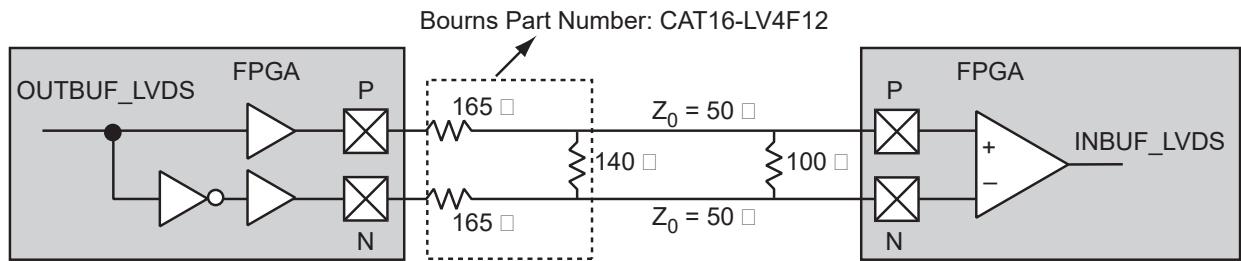 Bourns Part Number: CAT16-LV4F12
FPGA
FPGA
OUTBUF_LVDS
P
165 □
Z0 = 50 □
P
140 □
100 □
+
−
INBUF_LVDS
165 □
Z0 = 50 □
N
N